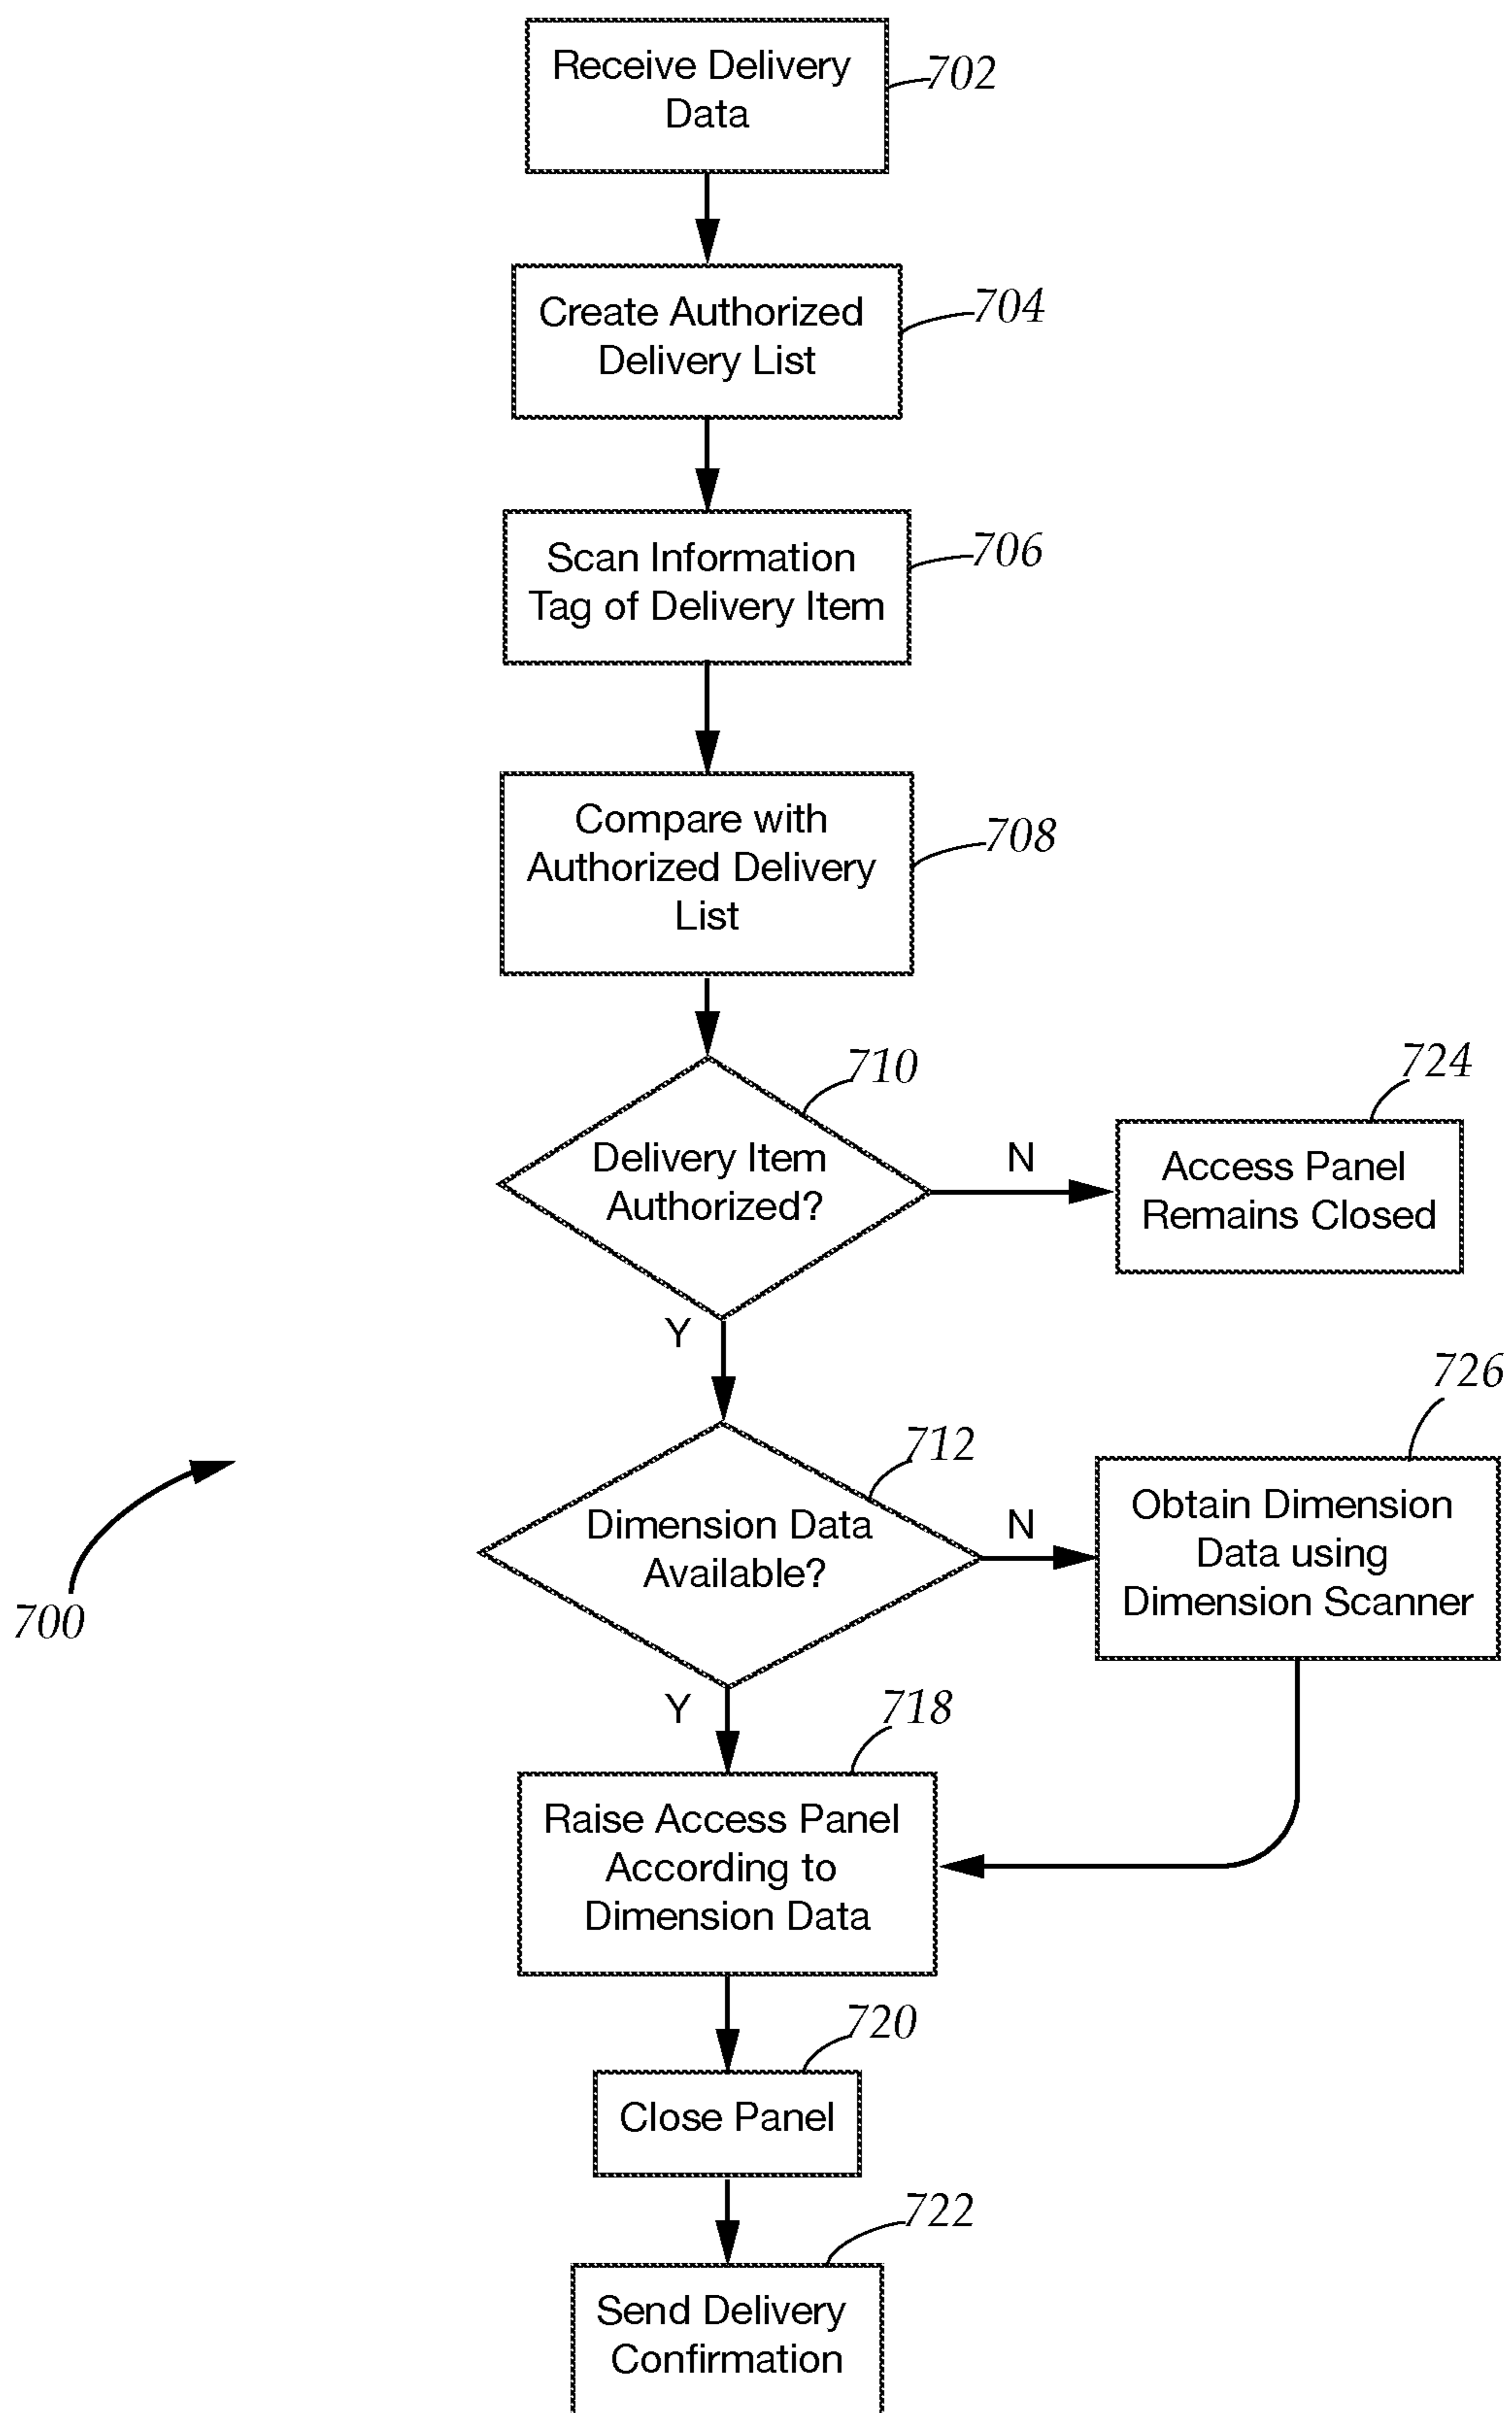 Receive Delivery
Data
702
Create Authorized
Delivery List
704
Scan Information
Tag of Delivery Item
706
Compare with
Authorized Delivery
List
708
710
Delivery Item
Authorized?
N
724
Access Panel
Remains Closed
Y
712
Dimension Data
Available?
N
726
Obtain Dimension
Data using
Dimension Scanner
700
Y
718
Raise Access Panel
According to
Dimension Data
720
Close Panel
722
Send Delivery
Confirmation